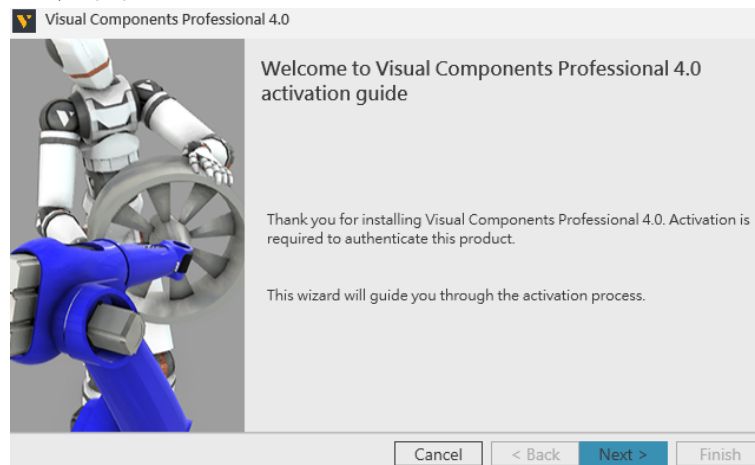 Visual Components Professional 4.0
Welcome to Visual Components Professional 4.0
activation guide
Thank you for installing Visual Components Professional 4.0. Activation is
required to authenticate this product.
This wizard will guide you through the activation process.
Cancel
< Back
Next >
Finish